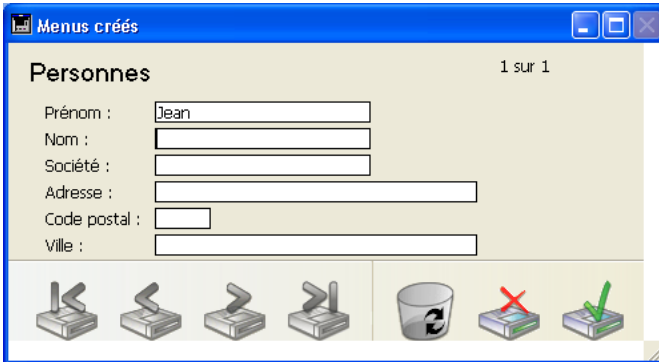 Menus créés
Personnes
1 sur 1
Prénom : Jean
Nom :
Société :
Adresse :
Code postal :
Ville :